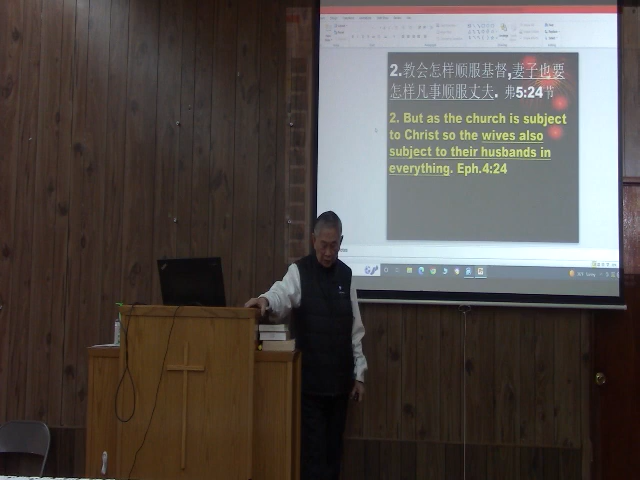 2.教会怎样顺服基督,妻子也要
怎样凡事顺服丈夫. 弗5:24节
2. But as the church is subject
to Christ so the wives also
subject to their husbands in
everything. Eph.4:24